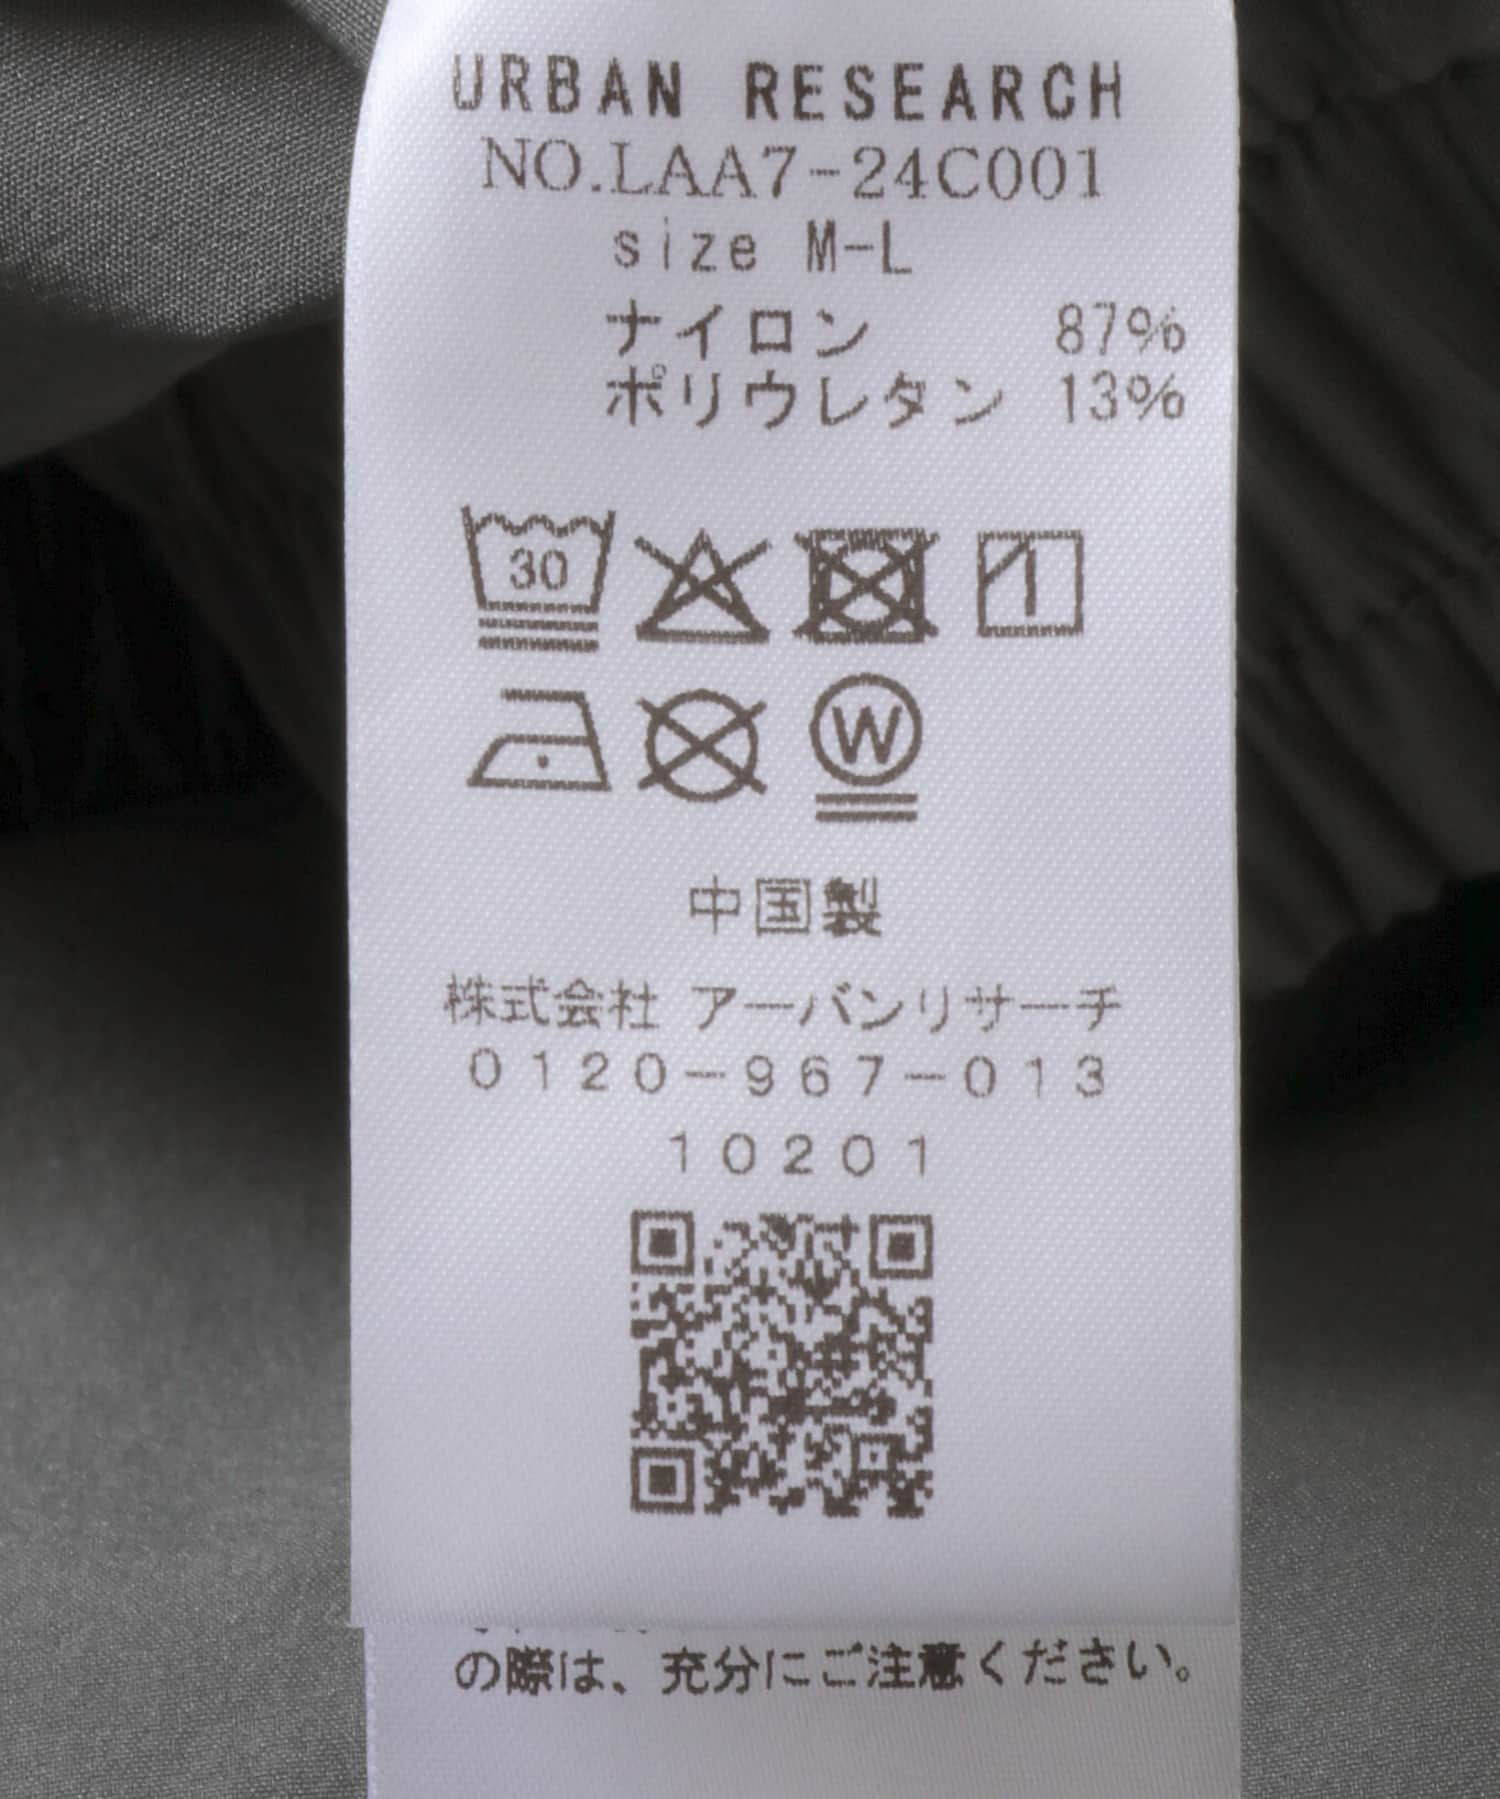 URBAN RESEARCH
NO.LAA7-24C001
size M-L
ナイロン 87%
ポリウレタン 13%
30
W
中国製
株式会社 アーバンリサーチ
0120-967-013
10201
の際は、充分にご注意ください。